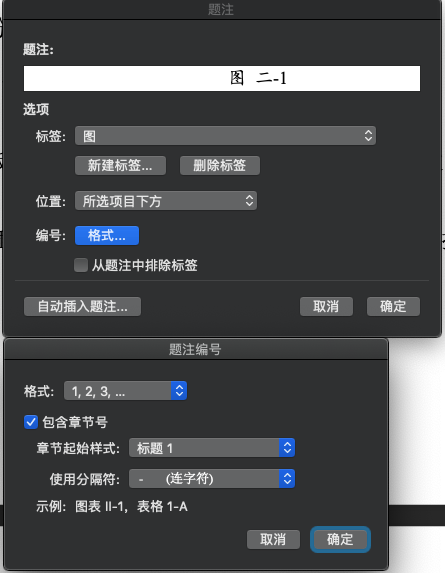 题注
题注:
图 二-1
选项
标签: 图
新建标签... 删除标签
位置: 所选项目下方
编号: 格式...
从题注中排除标签
自动插入题注... 取消 确定
题注编号
格式: 1, 2, 3, ...
包含章节号
章节起始样式: 标题 1
使用分隔符: - (连字符)
示例: 图表 II-1, 表格 1-A
取消 确定